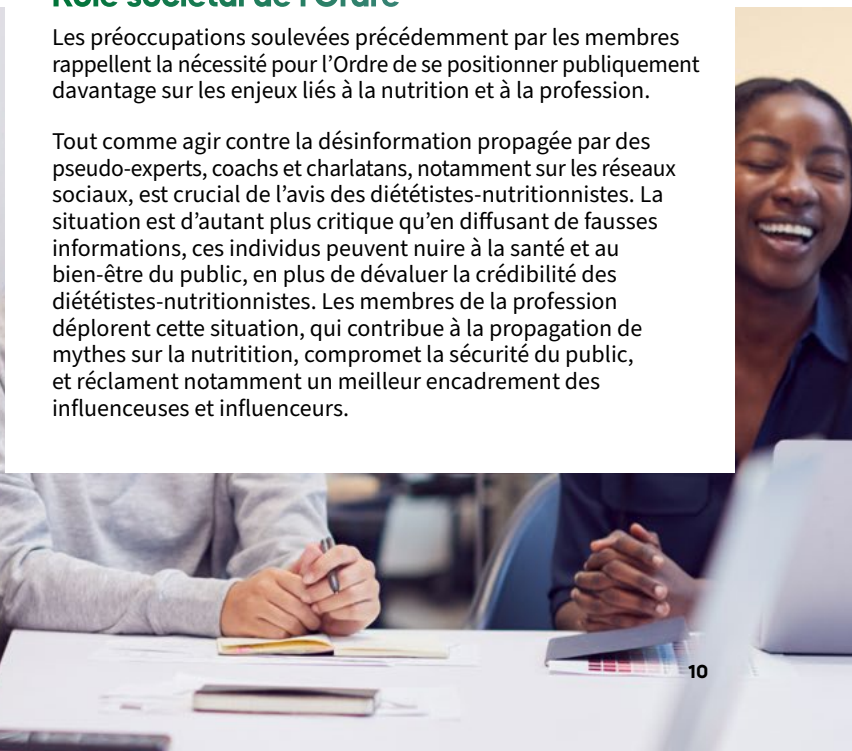 Rôle sociétal de l'Ordre
Les préoccupations soulevées précédemment par les membres
rappellent la nécessité pour l'Ordre de se positionner publiquement
davantage sur les enjeux liés à la nutrition et à la profession.
Tout comme agir contre la désinformation propagée par des
pseudo-experts, coachs et charlatans, notamment sur les réseaux
sociaux, est crucial de l'avis des diététistes-nutritionnistes. La
situation est d'autant plus critique qu'en diffusant de fausses
informations, ces individus peuvent nuire à la santé et au
bien-être du public, en plus de dévaluer la crédibilité des
diététistes-nutritionnistes. Les membres de la profession
déplorent cette situation, qui contribue à la propagation de
mythes sur la nutritition, compromet la sécurité du public,
et réclament notamment un meilleur encadrement des
influenceuses et influenceurs.
10